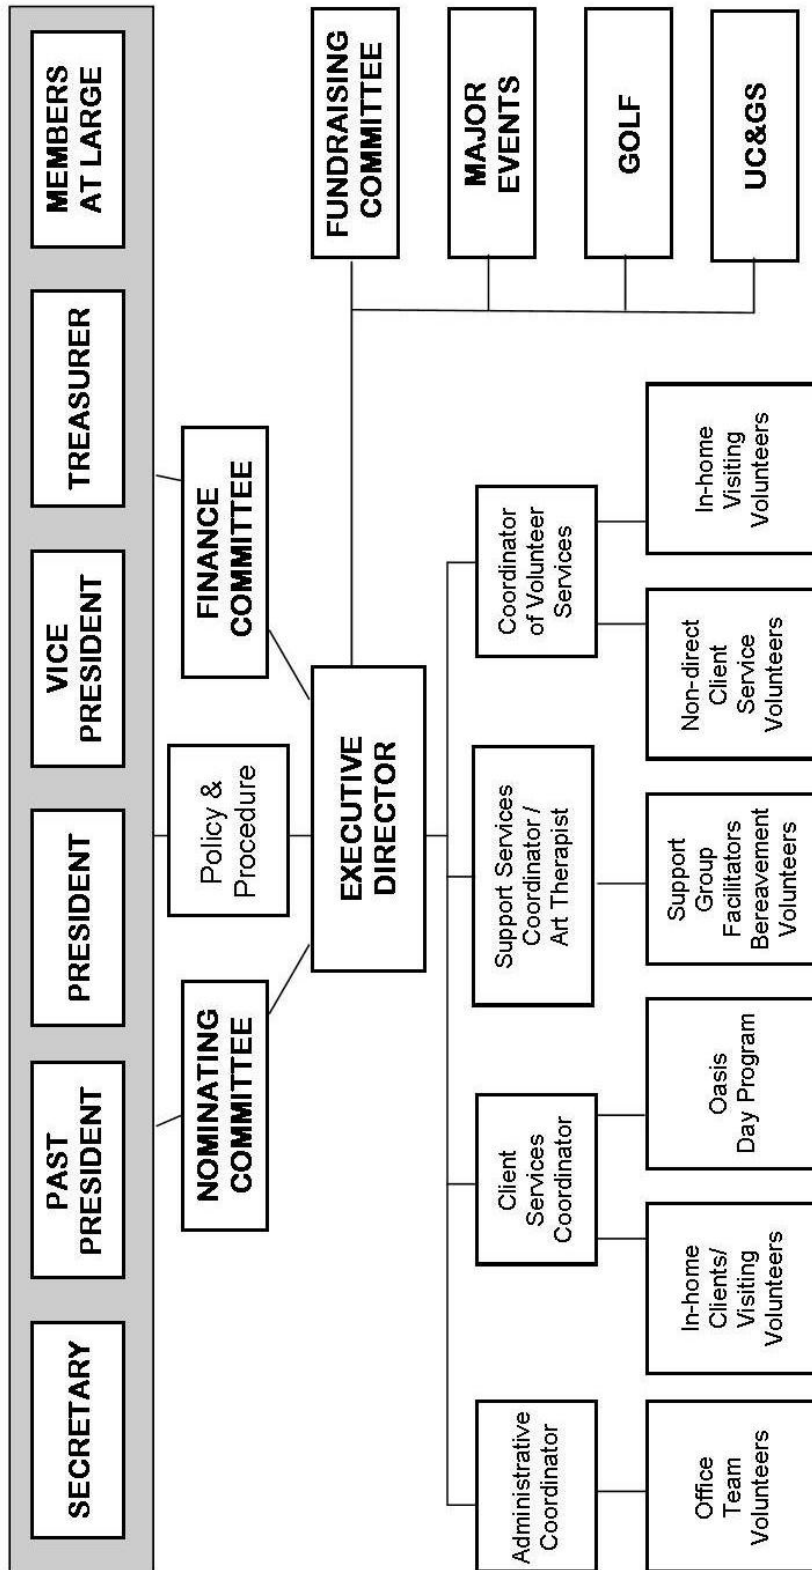 SECRETARY
PAST
PRESIDENT
PRESIDENT
VICE
PRESIDENT
TREASURER
MEMBERS
AT LARGE
NOMINATING
COMMITTEE
Policy &
Procedure
FINANCE
COMMITTEE
EXECUTIVE
DIRECTOR
FUNDRAISING
COMMITTEE
MAJOR
EVENTS
GOLF
UC&GS
Administrative
Coordinator
Client
Services
Coordinator
Support Services
Coordinator /
Art Therapist
Coordinator
of Volunteer
Services
Office
Team
Volunteers
In-home
Clients/
Visiting
Volunteers
Oasis
Day Program
Support
Group
Facilitators
Bereavement
Volunteers
Non-direct
Client
Service
Volunteers
In-home
Visiting
Volunteers